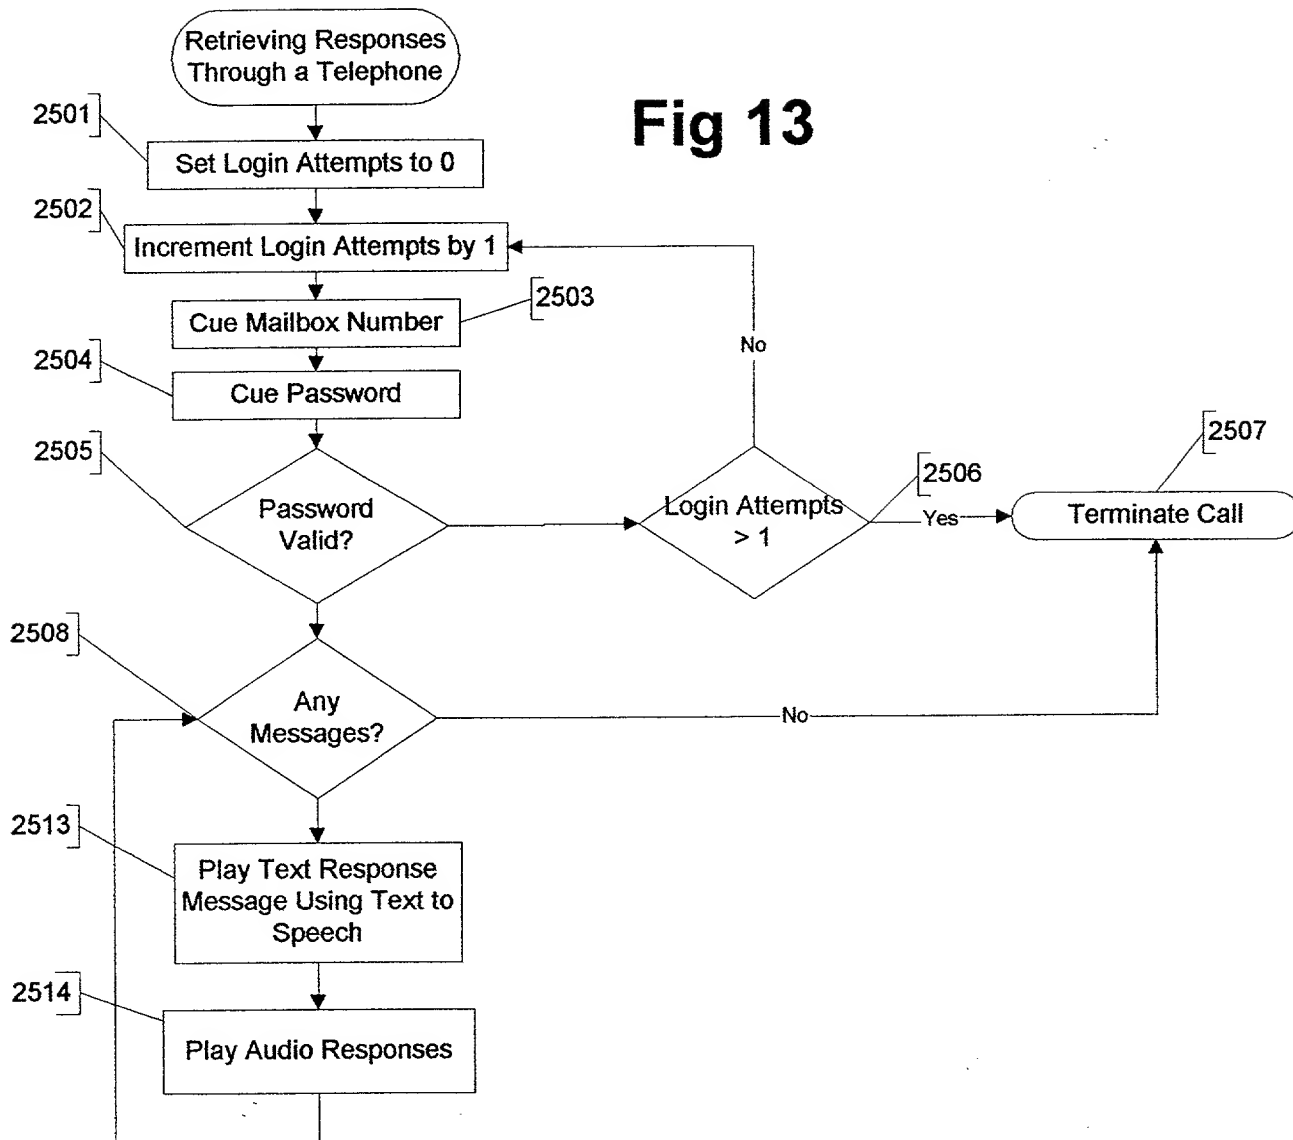 Retrieving Responses
Through a Telephone
Fig 13
2501
Set Login Attempts to 0
2502
Increment Login Attempts by 1
2503
Cue Mailbox Number
No
2504
Cue Password
2505
Password
Valid?
Login Attempts
> 1
2506
Yes
2507
Terminate Call
2508
Any
Messages?
No
2513
Play Text Response
Message Using Text to
Speech
2514
Play Audio Responses